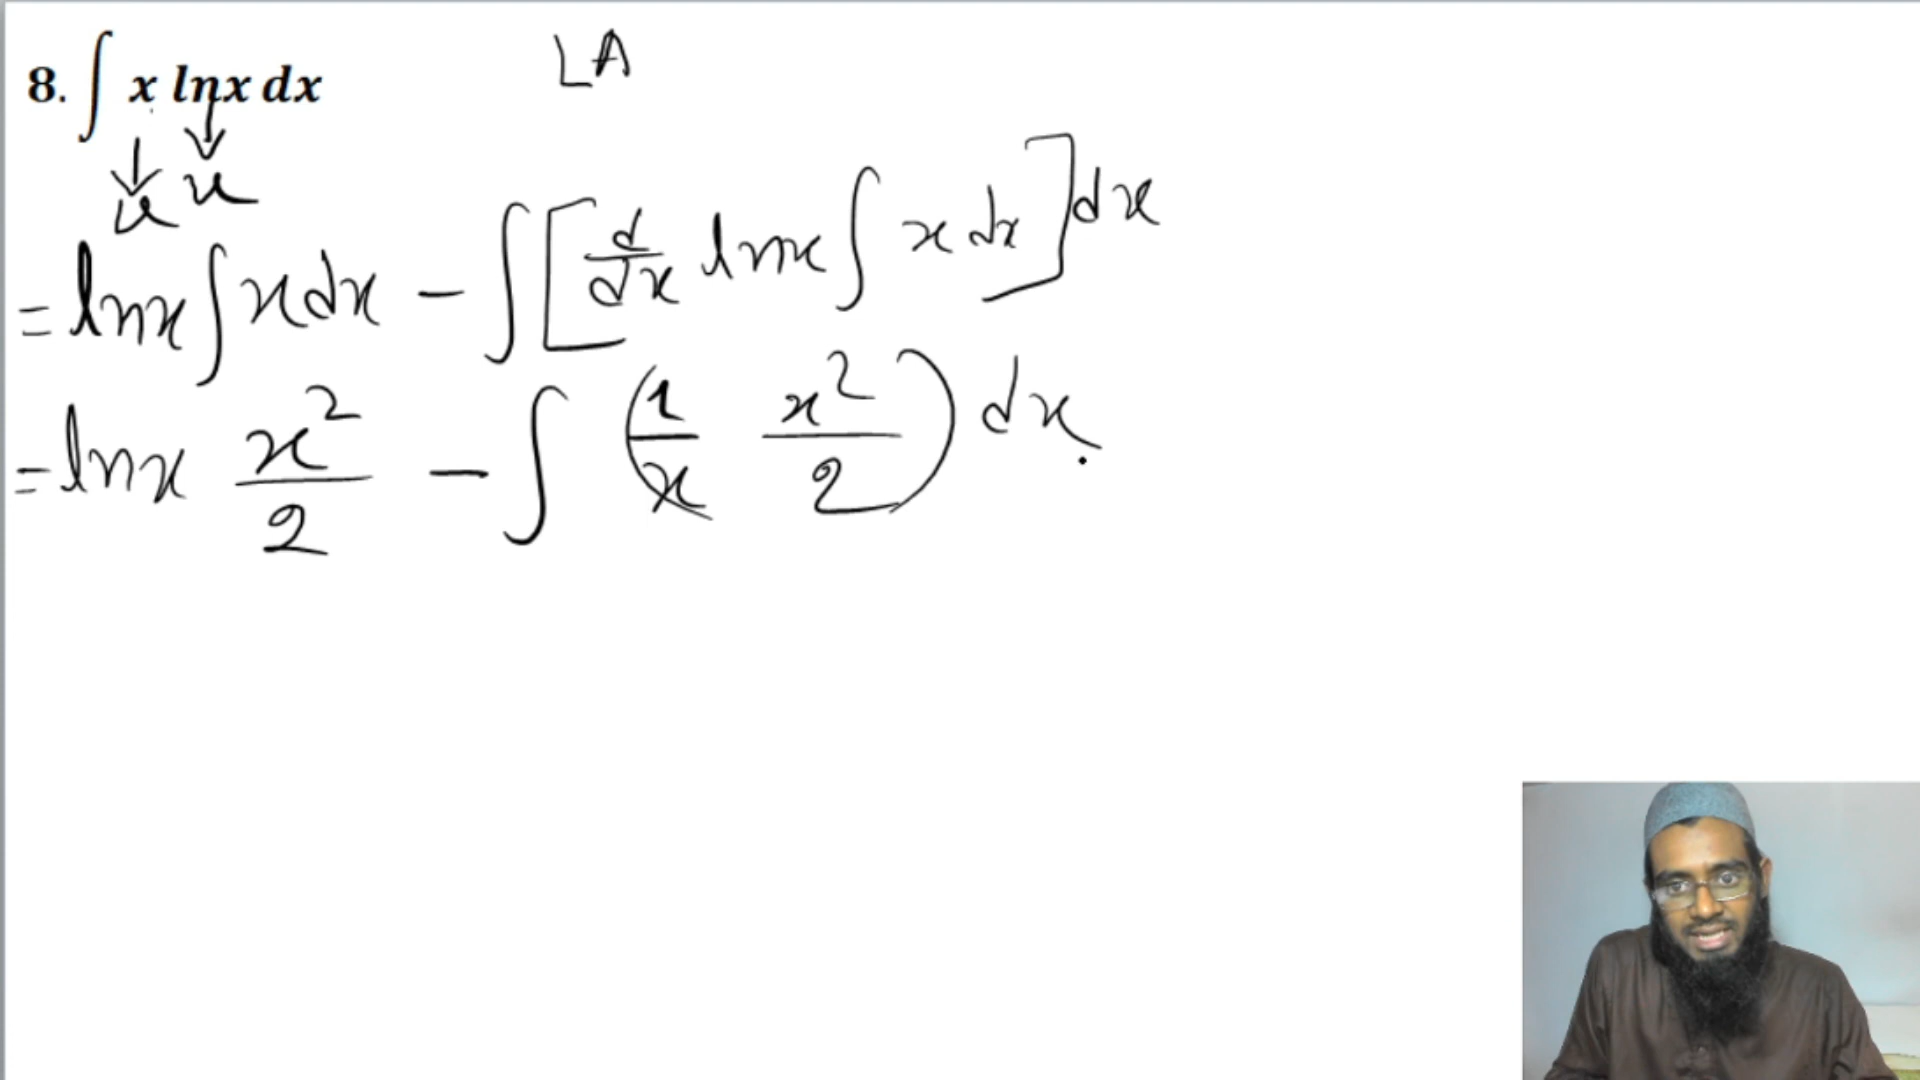 8. ∫ x lnx dx
LA
u u
= lnx ∫ x dx − ∫ [ d/dx lnx ∫ x dx ] dx
= lnx x²/2 − ∫ ( 1/x x²/2 ) dx